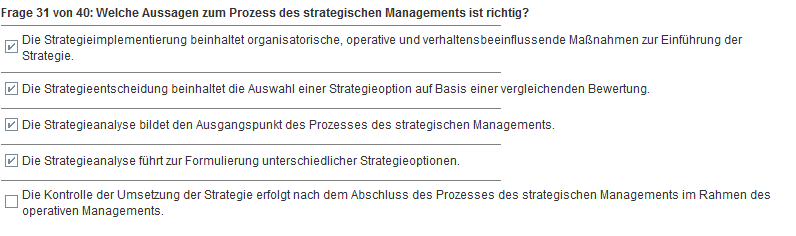 Frage 31 von 40: Welche Aussagen zum Prozess des strategischen Managements ist richtig?
Die Strategieimplementierung beinhaltet organisatorische, operative und verhaltensbeeinflussende Maßnahmen zur Einführung der
Strategie.
Die Strategieentscheidung beinhaltet die Auswahl einer Strategieoption auf Basis einer vergleichenden Bewertung.
Die Strategieanalyse bildet den Ausgangspunkt des Prozesses des strategischen Managements.
Die Strategieanalyse führt zur Formulierung unterschiedlicher Strategieoptionen.
Die Kontrolle der Umsetzung der Strategie erfolgt nach dem Abschluss des Prozesses des strategischen Managements im Rahmen des
operativen Managements.